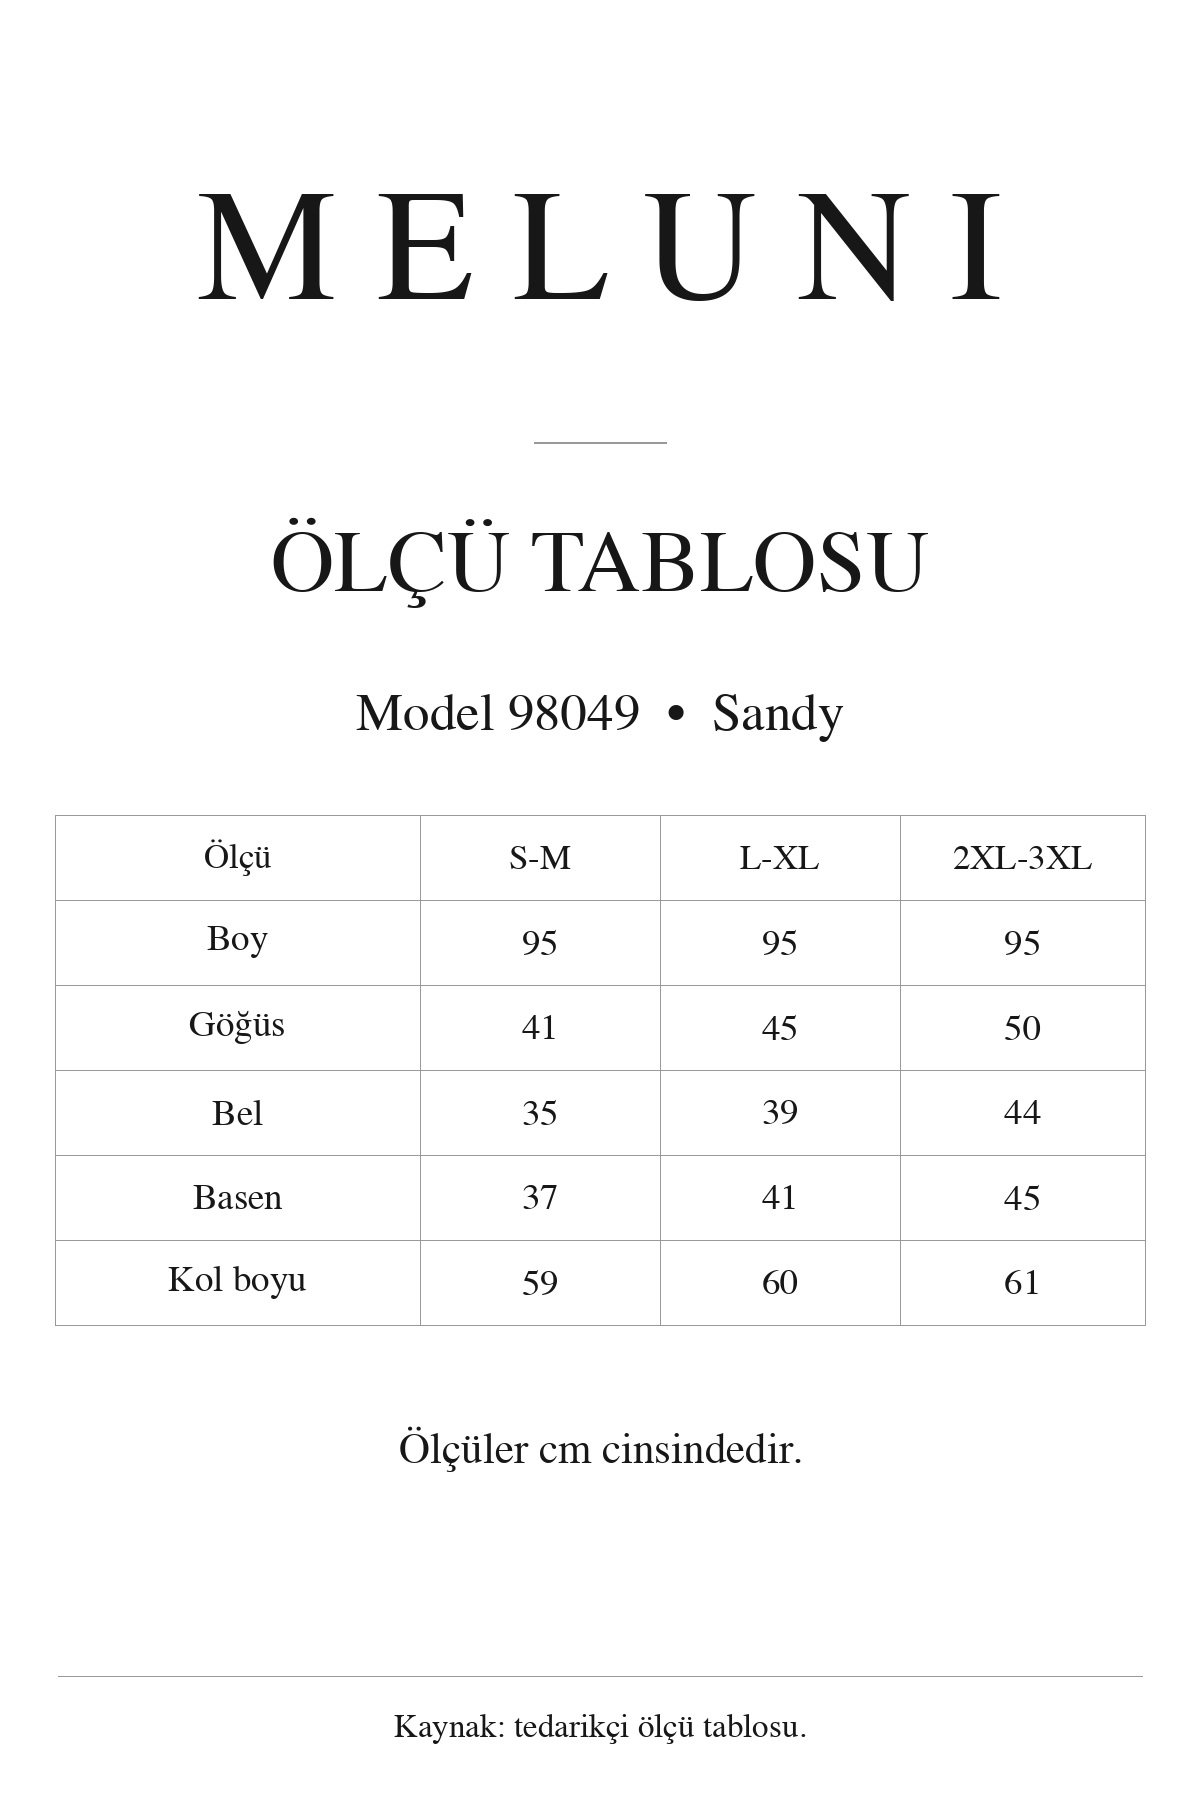 MELUNI
ÖLÇÜ TABLOSU
Model 98049 • Sandy
Ölçü S-M L-XL 2XL-3XL
Boy 95 95 95
Göğüs 41 45 50
Bel 35 39 44
Basen 37 41 45
Kol boyu 59 60 61
Ölçüler cm cinsindedir.
Kaynak: tedarikçi ölçü tablosu.